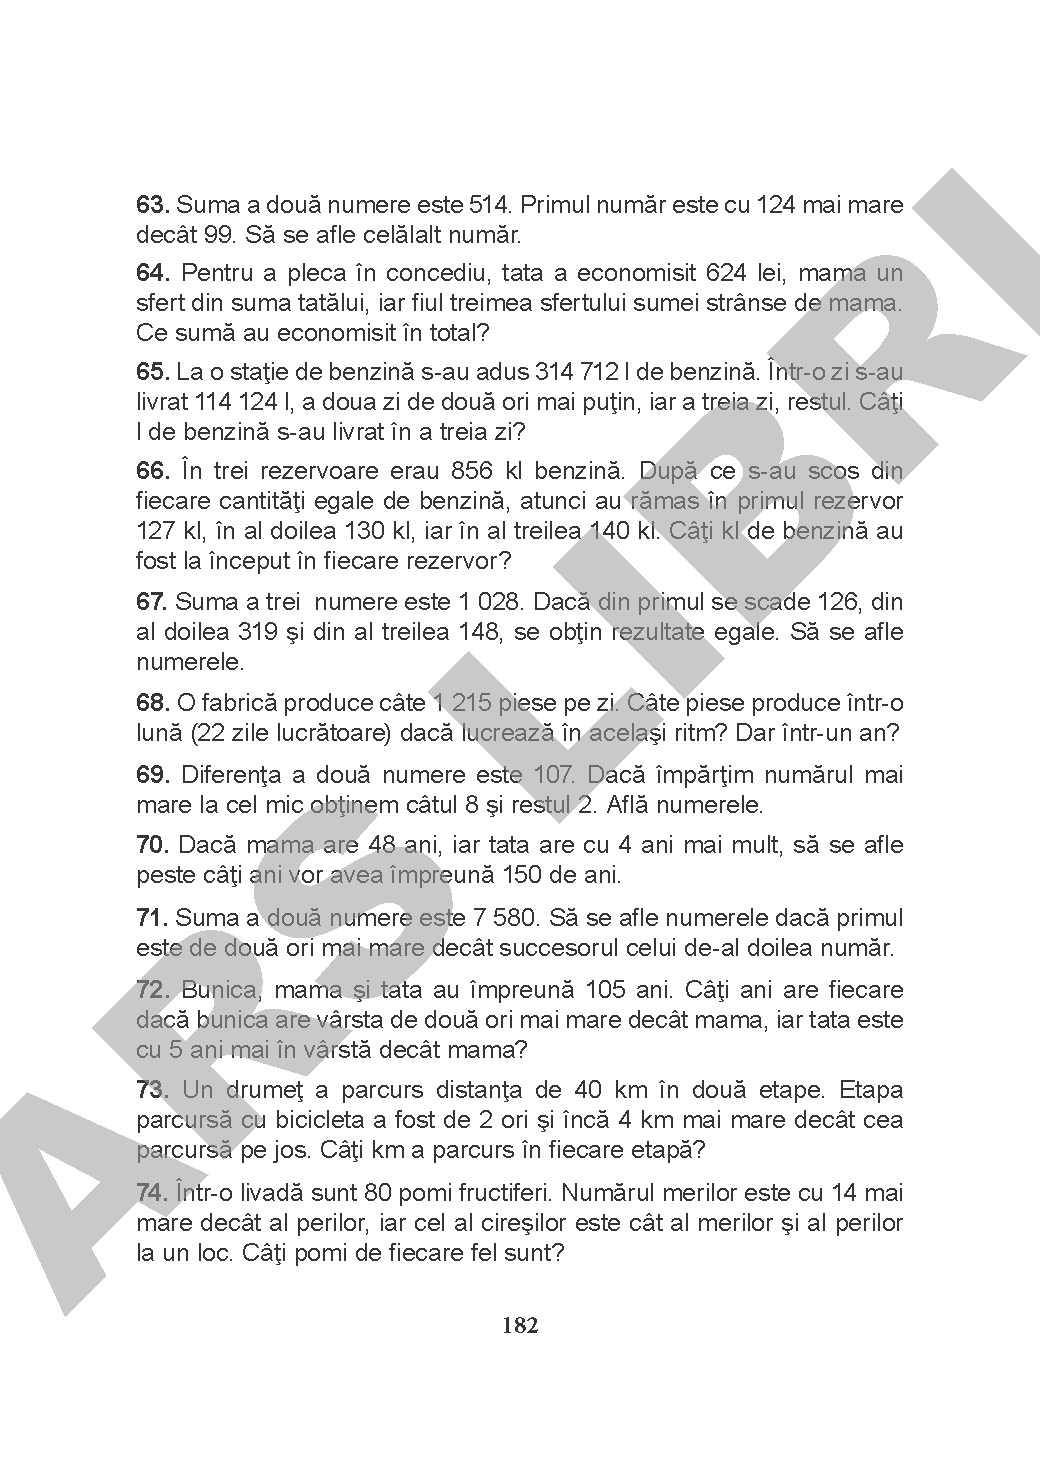 63. Suma a două numere este 514. Primul număr este cu 124 mai mare
decât 99. Să se afle celălalt număr.
64. Pentru a pleca în concediu, tata a economisit 624 lei, mama un
sfert din suma tatălui, iar fiul treimea sfertului sumei strânse de mama.
Ce sumă au economisit în total?
65. La o staţie de benzină s-au adus 314 712 l de benzină. Într-o zi s-au
livrat 114 124 l, a doua zi de două ori mai puţin, iar a treia zi, restul. Câţi
l de benzină s-au livrat în a treia zi?
66. În trei rezervoare erau 856 kl benzină. După ce s-au scos din
fiecare cantităţi egale de benzină, atunci au rămas în primul rezervor
127 kl, în al doilea 130 kl, iar în al treilea 140 kl. Câţi kl de benzină au
fost la început în fiecare rezervor?
67. Suma a trei numere este 1 028. Dacă din primul se scade 126, din
al doilea 319 şi din al treilea 148, se obţin rezultate egale. Să se afle
numerele.
68. O fabrică produce câte 1 215 piese pe zi. Câte piese produce într-o
lună (22 zile lucrătoare) dacă lucrează în acelaşi ritm? Dar într-un an?
69. Diferenţa a două numere este 107. Dacă împărţim numărul mai
mare la cel mic obţinem câtul 8 şi restul 2. Află numerele.
70. Dacă mama are 48 ani, iar tata are cu 4 ani mai mult, să se afle
peste câţi ani vor avea împreună 150 de ani.
71. Suma a două numere este 7 580. Să se afle numerele dacă primul
este de două ori mai mare decât succesorul celui de-al doilea număr.
72. Bunica, mama şi tata au împreună 105 ani. Câţi ani are fiecare
dacă bunica are vârsta de două ori mai mare decât mama, iar tata este
cu 5 ani mai în vârstă decât mama?
73. Un drumeţ a parcurs distanţa de 40 km în două etape. Etapa
parcursă cu bicicleta a fost de 2 ori şi încă 4 km mai mare decât cea
parcursă pe jos. Câţi km a parcurs în fiecare etapă?
74. Într-o livadă sunt 80 pomi fructiferi. Numărul merilor este cu 14 mai
mare decât al perilor, iar cel al cireşilor este cât al merilor şi al perilor
la un loc. Câţi pomi de fiecare fel sunt?
182
ARS LIBRI